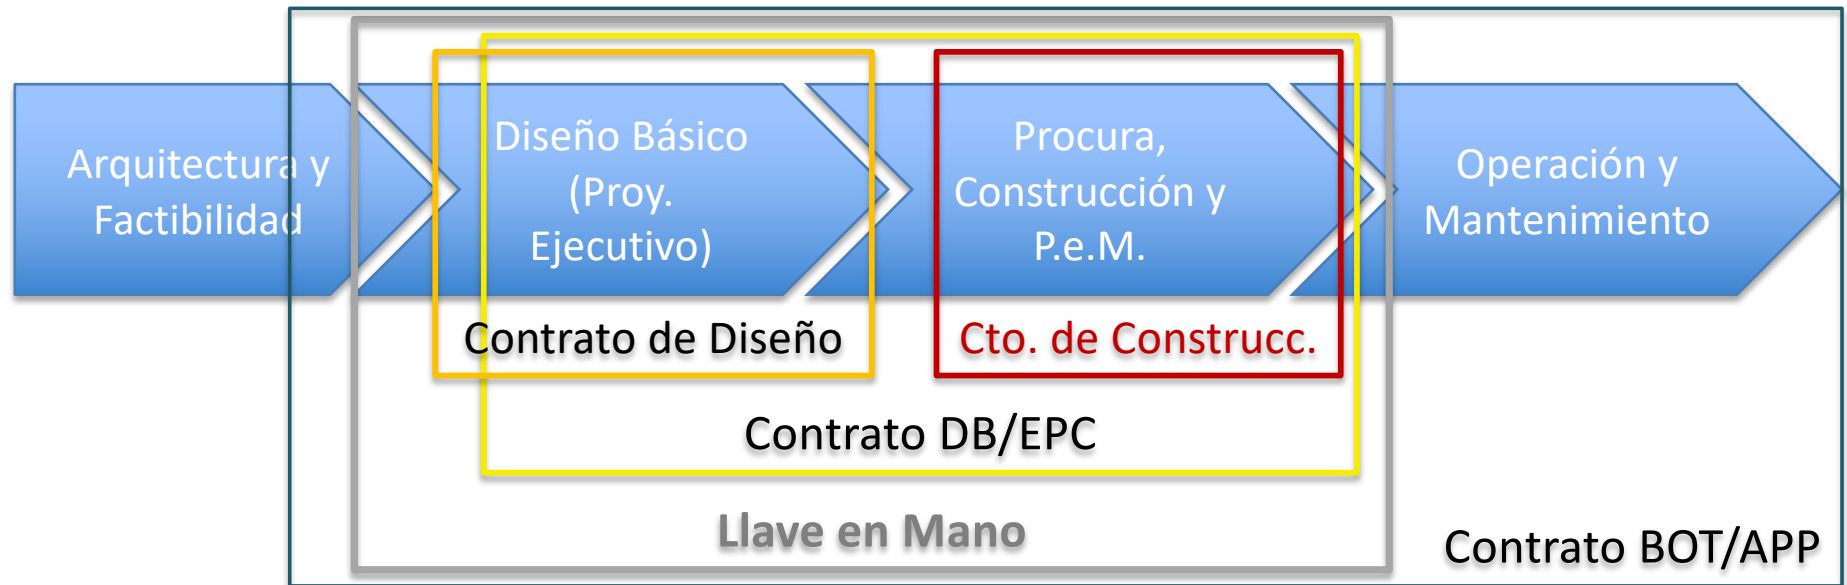 Arquitectura y
Factibilidad
Diseño Básico
(Proy.
Ejecutivo)
Procura,
Construcción y
P.e.M.
Operación y
Mantenimiento
Contrato de Diseño
Cto. de Construcc.
Contrato DB/EPC
Llave en Mano
Contrato BOT/APP